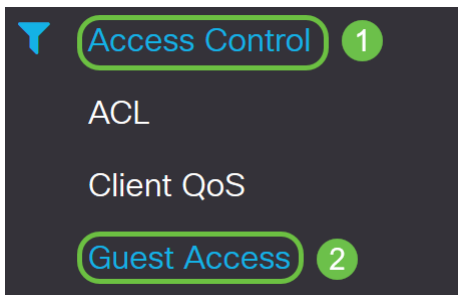 Access Control 1
ACL
Client QoS
Guest Access 2